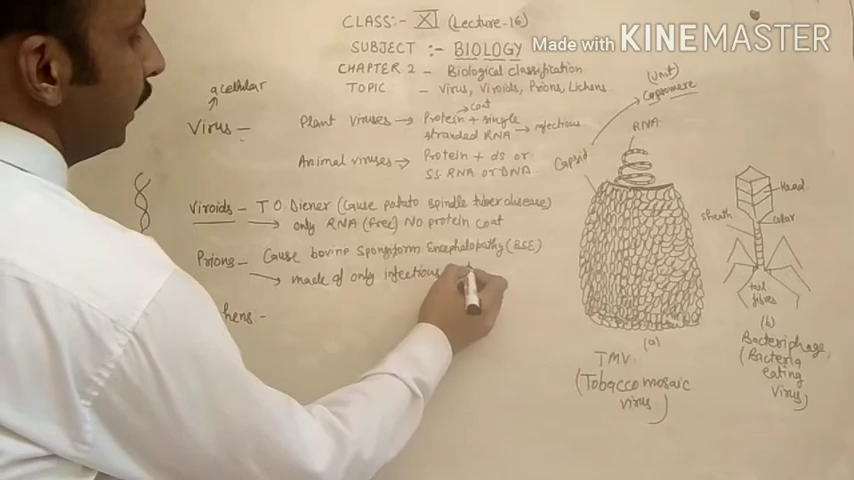 CLASS:- XI (Lecture-16)
SUBJECT :- BIOLOGY
Made with KINEMASTER
CHAPTER 2 - Biological classification
TOPIC - Virus, Viroids, Prions, Lichens
acellular
Virus -
Plant viruses → Protein + single
coat
stranded RNA → infectious
Animal viruses → Protein + ds or
ss RNA or DNA
Viroids - T.O. Diener (cause potato spindle tuber disease)
→ only RNA (free) No protein coat
Prions - Cause bovine Spongiform Encephalopathy (BSE)
→ made of only infectious
hens -
(unit)
Capsomere
RNA
Capsid
(a)
TMV
(Tobacco mosaic
virus)
Head
sheath
collar
tail
fibres
(b)
Bacteriphage
(Bacteria
eating
virus)